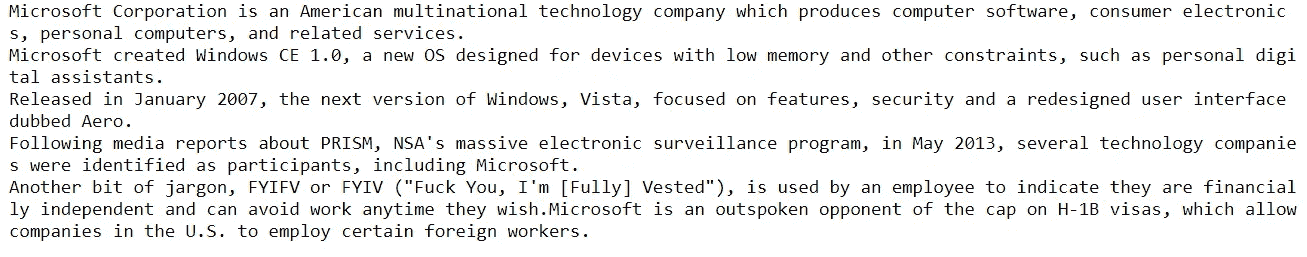 Microsoft Corporation is an American multinational technology company which produces computer software, consumer electronic
s, personal computers, and related services.
Microsoft created Windows CE 1.0, a new OS designed for devices with low memory and other constraints, such as personal digi
tal assistants.
Released in January 2007, the next version of Windows, Vista, focused on features, security and a redesigned user interface
dubbed Aero.
Following media reports about PRISM, NSA's massive electronic surveillance program, in May 2013, several technology companie
s were identified as participants, including Microsoft.
Another bit of jargon, FYIFV or FYIV ("Fuck You, I'm [Fully] Vested"), is used by an employee to indicate they are financial
ly independent and can avoid work anytime they wish.Microsoft is an outspoken opponent of the cap on H-1B visas, which allow
companies in the U.S. to employ certain foreign workers.